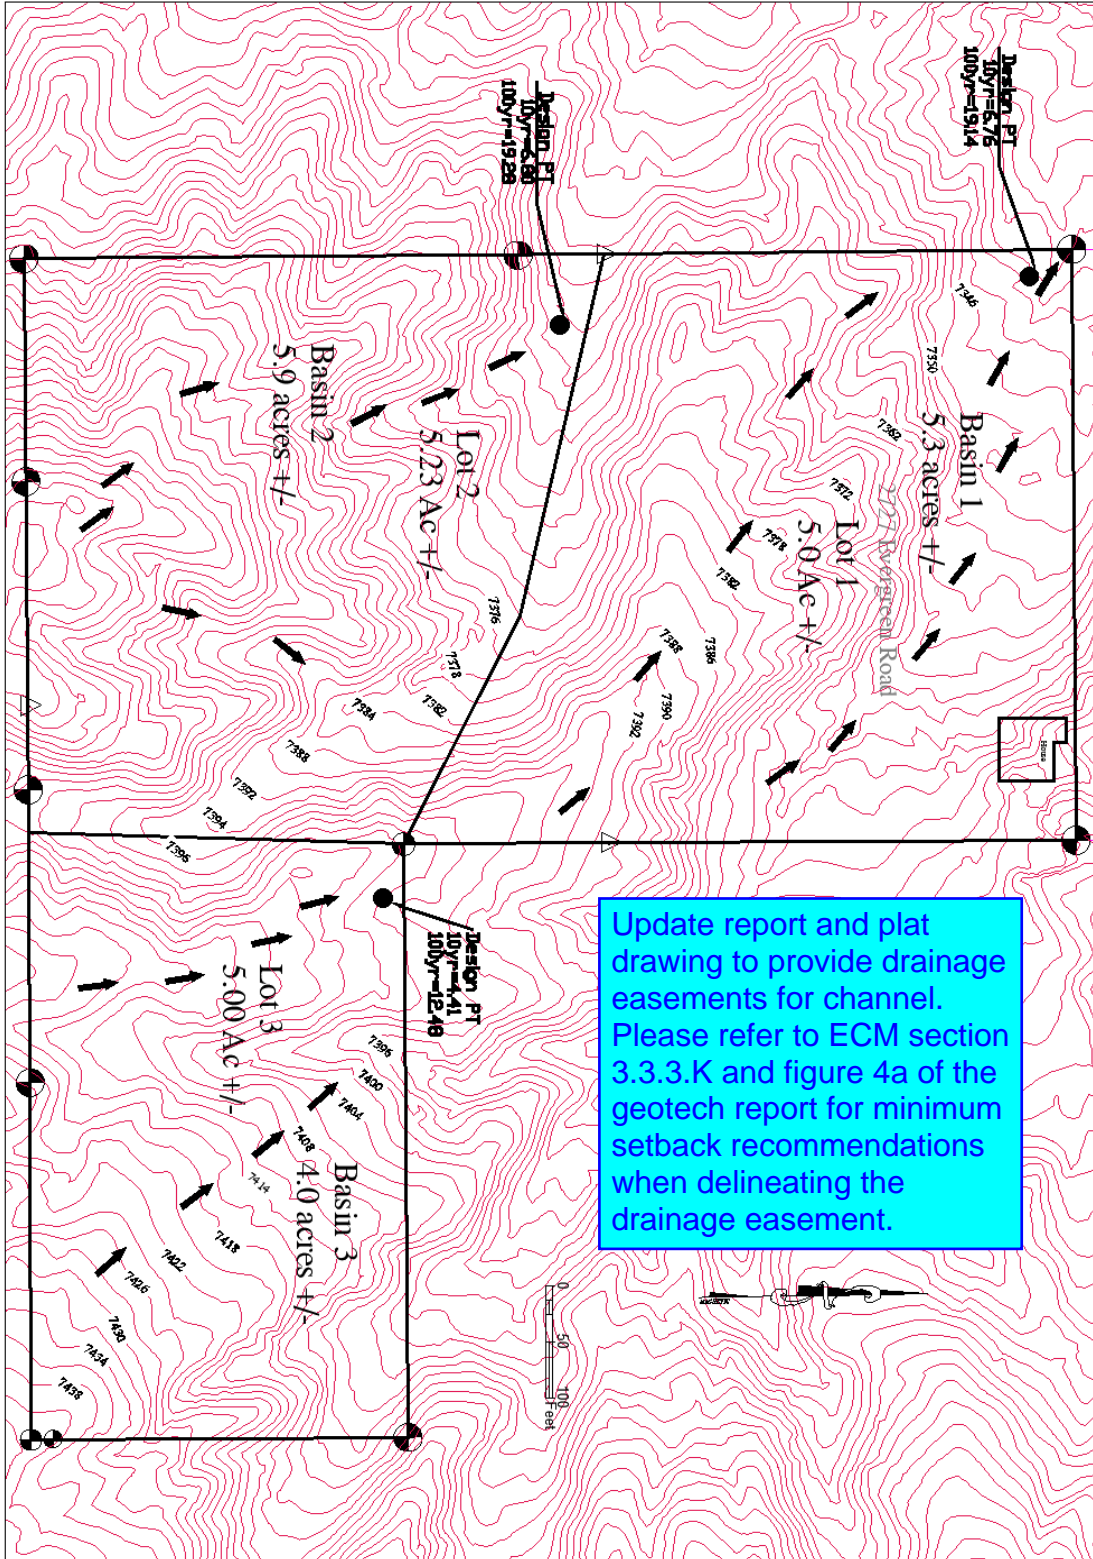 Design PT
10yr=6.76
100yr=19.14
Design PT
10yr=6.80
100yr=19.28
7346
7350
7362
7372
7378
7382
7386
7388
7390
7392
Basin 1
5.3 acres +/-
2727 Evergreen Road
Lot 1
5.0 Ac +/-
House
Basin 2
5.9 acres +/-
Lot 2
5.23 Ac +/-
7376
7378
7382
7384
7388
7392
7394
7396
Design PT
10yr=4.41
100yr=12.48
Lot 3
5.00 Ac +/-
7396
7400
7404
7408
7414
7418
7422
7426
7430
7434
7438
Basin 3
4.0 acres +/-
Update report and plat
drawing to provide drainage
easements for channel.
Please refer to ECM section
3.3.3.K and figure 4a of the
geotech report for minimum
setback recommendations
when delineating the
drainage easement.
0
50
100
Feet